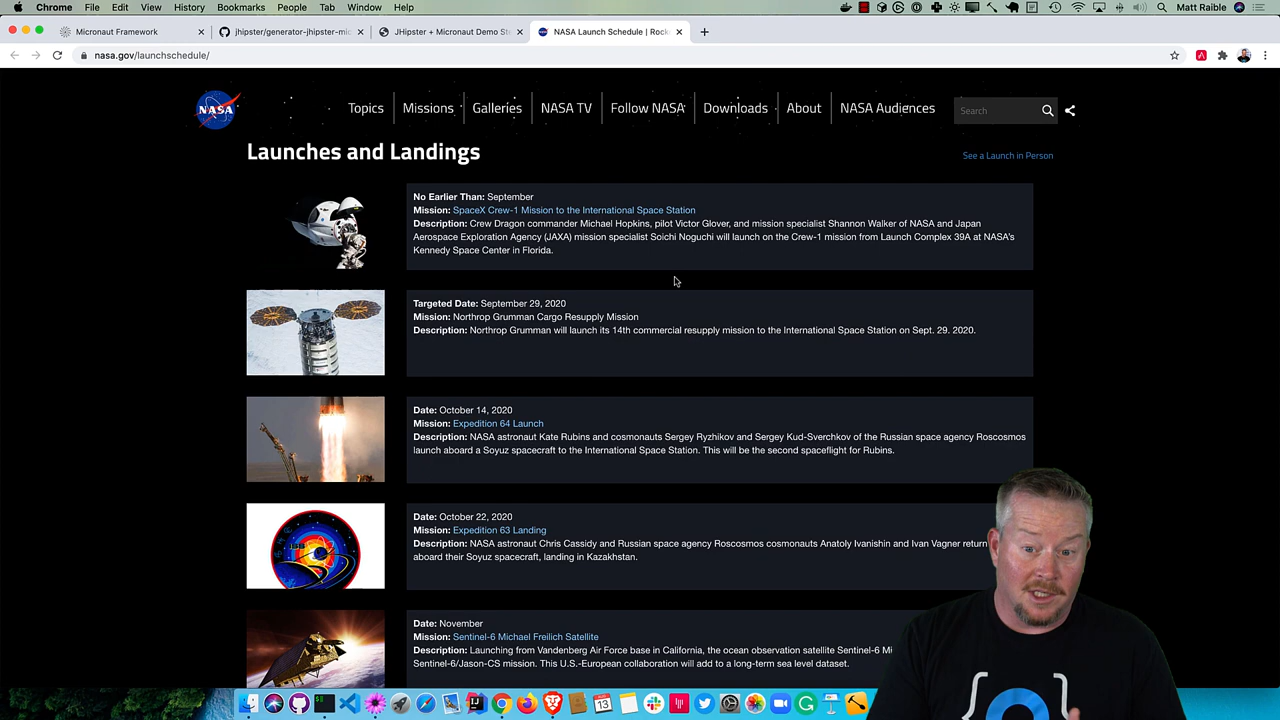 Chrome File Edit View History Bookmarks People Tab Window Help Matt Raible
Micronaut Framework
jhipster/generator-jhipster-mic
JHipster + Micronaut Demo Ste
NASA Launch Schedule | Rock
nasa.gov/launchschedule/
NASA
Topics Missions Galleries NASA TV Follow NASA Downloads About NASA Audiences Search
Launches and Landings
See a Launch in Person
No Earlier Than: September
Mission: SpaceX Crew-1 Mission to the International Space Station
Description: Crew Dragon commander Michael Hopkins, pilot Victor Glover, and mission specialist Shannon Walker of NASA and Japan
Aerospace Exploration Agency (JAXA) mission specialist Soichi Noguchi will launch on the Crew-1 mission from Launch Complex 39A at NASA's
Kennedy Space Center in Florida.
Targeted Date: September 29, 2020
Mission: Northrop Grumman Cargo Resupply Mission
Description: Northrop Grumman will launch its 14th commercial resupply mission to the International Space Station on Sept. 29. 2020.
Date: October 14, 2020
Mission: Expedition 64 Launch
Description: NASA astronaut Kate Rubins and cosmonauts Sergey Ryzhikov and Sergey Kud-Sverchkov of the Russian space agency Roscosmos
launch aboard a Soyuz spacecraft to the International Space Station. This will be the second spaceflight for Rubins.
Date: October 22, 2020
Mission: Expedition 63 Landing
Description: NASA astronaut Chris Cassidy and Russian space agency Roscosmos cosmonauts Anatoly Ivanishin and Ivan Vagner return
aboard their Soyuz spacecraft, landing in Kazakhstan.
Date: November
Mission: Sentinel-6 Michael Freilich Satellite
Description: Launching from Vandenberg Air Force base in California, the ocean observation satellite Sentinel-6 Mi
Sentinel-6/Jason-CS mission. This U.S.-European collaboration will add to a long-term sea level dataset.
13